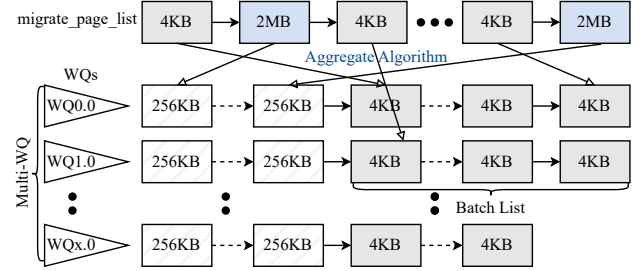 migrate_page_list 4KB 2MB 4KB 4KB 2MB
Aggregate Algorithm
WQs
Multi-WQ
WQ0.0 256KB 256KB 4KB 4KB 4KB
WQ1.0 256KB 256KB 4KB 4KB 4KB
Batch List
WQx.0 256KB 256KB 4KB 4KB